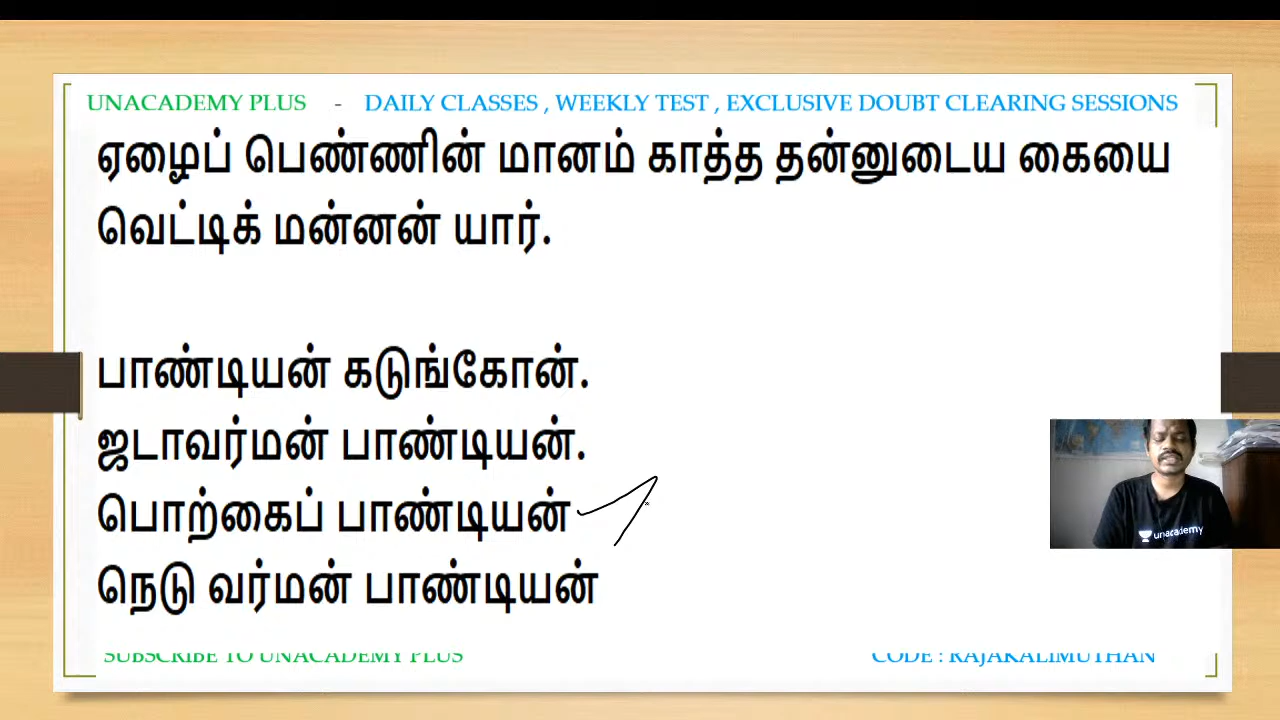 UNACADEMY PLUS - DAILY CLASSES , WEEKLY TEST , EXCLUSIVE DOUBT CLEARING SESSIONS
ஏழைப் பெண்ணின் மானம் காத்த தன்னுடைய கையை
வெட்டிக் மன்னன் யார்.
பாண்டியன் கடுங்கோன்.
ஜடாவர்மன் பாண்டியன்.
பொற்கைப் பாண்டியன்
நெடு வர்மன் பாண்டியன்
unacademy
SUBSCRIBE TO UNACADEMY PLUS CODE : RAJAKALIMUTHAN